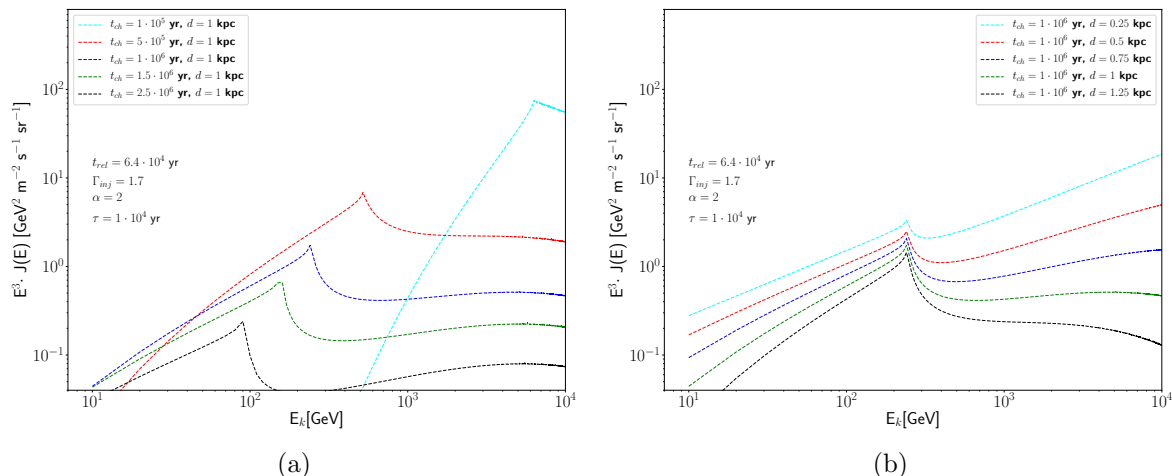 t_ch = 1 · 10^5 yr, d = 1 kpc
t_ch = 5 · 10^5 yr, d = 1 kpc
t_ch = 1 · 10^6 yr, d = 1 kpc
t_ch = 1.5 · 10^6 yr, d = 1 kpc
t_ch = 2.5 · 10^6 yr, d = 1 kpc
t_rel = 6.4 · 10^4 yr
Γ_inj = 1.7
α = 2
τ = 1 · 10^4 yr
E^3 · J(E) [GeV^2 m^-2 s^-1 sr^-1]
10^2
10^1
10^0
10^-1
10^1
10^2
10^3
10^4
E_k[GeV]
(a)
t_ch = 1 · 10^6 yr, d = 0.25 kpc
t_ch = 1 · 10^6 yr, d = 0.5 kpc
t_ch = 1 · 10^6 yr, d = 0.75 kpc
t_ch = 1 · 10^6 yr, d = 1 kpc
t_ch = 1 · 10^6 yr, d = 1.25 kpc
t_rel = 6.4 · 10^4 yr
Γ_inj = 1.7
α = 2
τ = 1 · 10^4 yr
E^3 · J(E) [GeV^2 m^-2 s^-1 sr^-1]
10^2
10^1
10^0
10^-1
10^1
10^2
10^3
10^4
E_k[GeV]
(b)